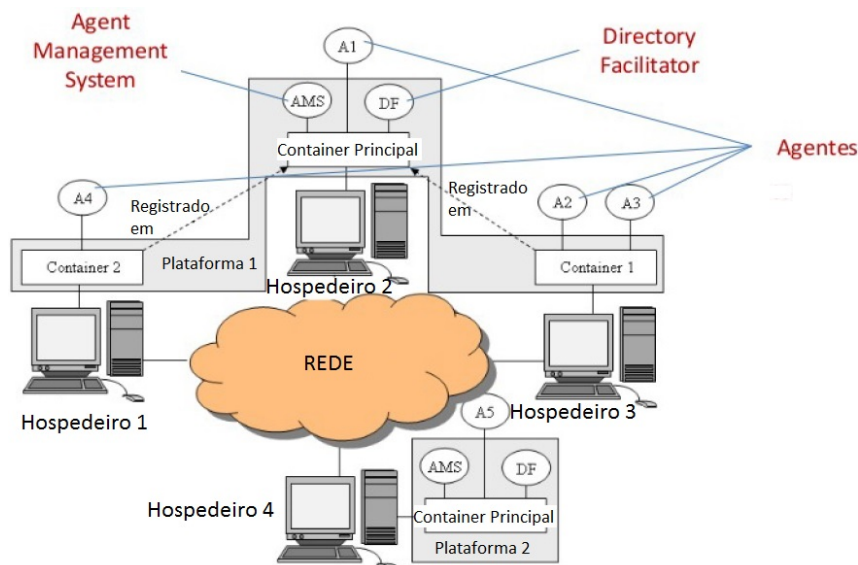 Agent
Management
System
A1
Directory
Facilitator
AMS
DF
Container Principal
Agentes
A4
Registrado
em
Registrado
em
A2
A3
Container 2
Plataforma 1
Container 1
Hospedeiro 2
REDE
Hospedeiro 1
Hospedeiro 3
A5
AMS
DF
Hospedeiro 4
Container Principal
Plataforma 2